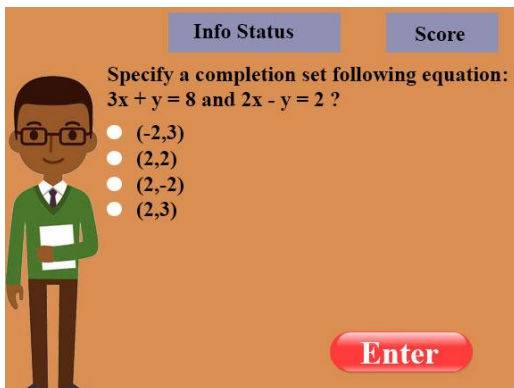 Info Status
Score
Specify a completion set following equation:
3x + y = 8 and 2x - y = 2 ?
(-2,3)
(2,2)
(2,-2)
(2,3)
Enter